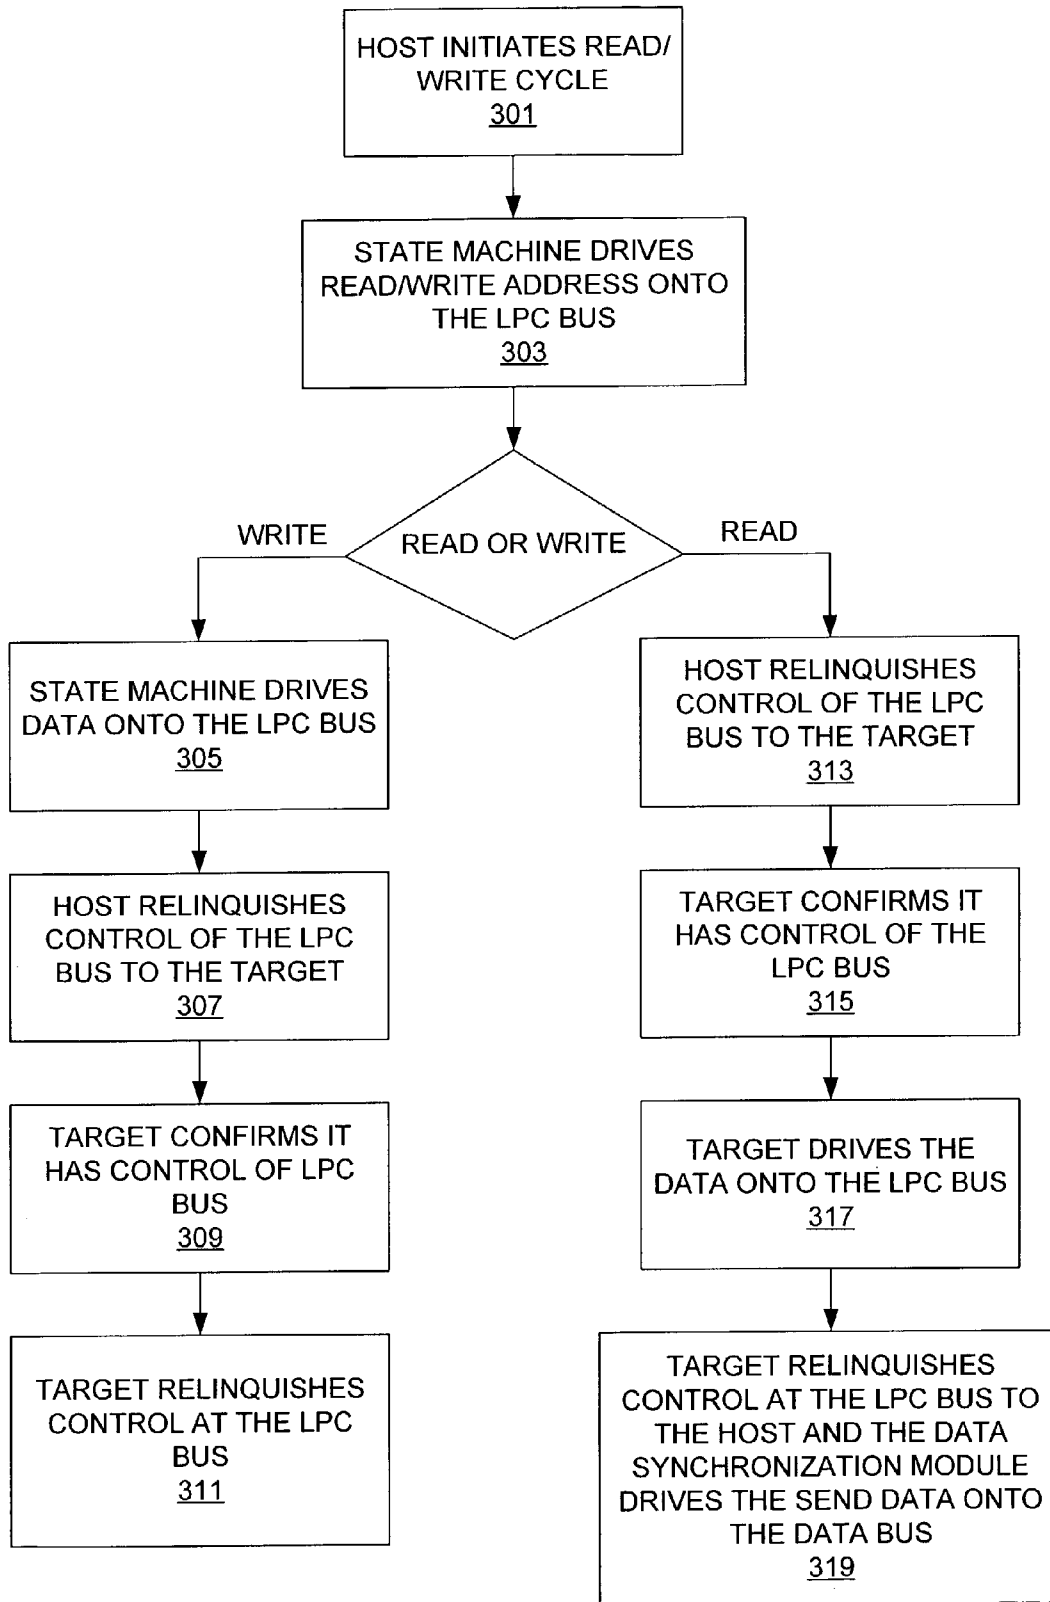 HOST INITIATES READ/
WRITE CYCLE
301
STATE MACHINE DRIVES
READ/WRITE ADDRESS ONTO
THE LPC BUS
303
READ OR WRITE
WRITE
READ
STATE MACHINE DRIVES
DATA ONTO THE LPC BUS
305
HOST RELINQUISHES
CONTROL OF THE LPC
BUS TO THE TARGET
307
TARGET CONFIRMS IT
HAS CONTROL OF LPC
BUS
309
TARGET RELINQUISHES
CONTROL AT THE LPC
BUS
311
HOST RELINQUISHES
CONTROL OF THE LPC
BUS TO THE TARGET
313
TARGET CONFIRMS IT
HAS CONTROL OF THE
LPC BUS
315
TARGET DRIVES THE
DATA ONTO THE LPC BUS
317
TARGET RELINQUISHES
CONTROL AT THE LPC BUS TO
THE HOST AND THE DATA
SYNCHRONIZATION MODULE
DRIVES THE SEND DATA ONTO
THE DATA BUS
319